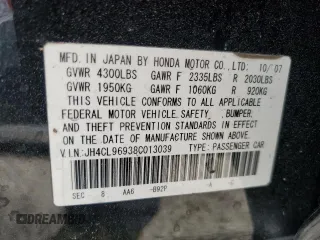 MFD. IN JAPAN BY HONDA MOTOR CO., LTD: 10/ 07
GVWR 4300LBS GAWR F 2335LBS R 2030LBS
GVWR 1950KG GAWR F 1060KG R 920KG
THIS VEHICLE CONFORMS TO ALL APPLICABLE
FEDERAL MOTOR VEHICLE SAFETY, BUMPER,
AND THEFT PREVENTION STANDARDS IN EFFECT
ON THE DATE OF MANUFACTURE SHOWN ABOVE.
V I N: JH4CL96938C013039 TYPE: PASSENGER CAR
SEC B AA6 -B92P -A -6
DREAMBID